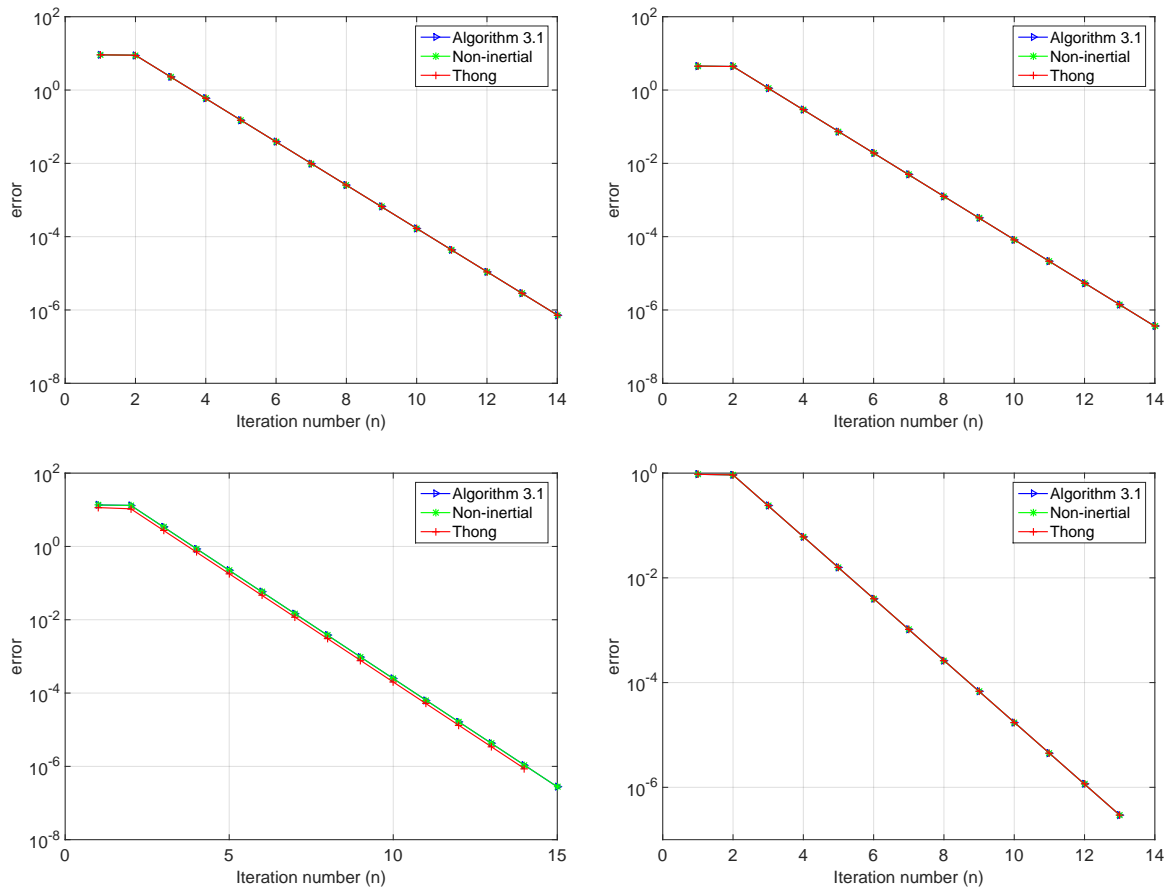 10^2
10^0
10^-2
10^-4
10^-6
10^-8
error
0 2 4 6 8 10 12 14
Iteration number (n)
Algorithm 3.1
Non-inertial
Thong
10^2
10^0
10^-2
10^-4
10^-6
10^-8
error
0 2 4 6 8 10 12 14
Iteration number (n)
Algorithm 3.1
Non-inertial
Thong
10^2
10^0
10^-2
10^-4
10^-6
10^-8
error
0 5 10 15
Iteration number (n)
Algorithm 3.1
Non-inertial
Thong
10^0
10^-2
10^-4
10^-6
error
0 2 4 6 8 10 12 14
Iteration number (n)
Algorithm 3.1
Non-inertial
Thong